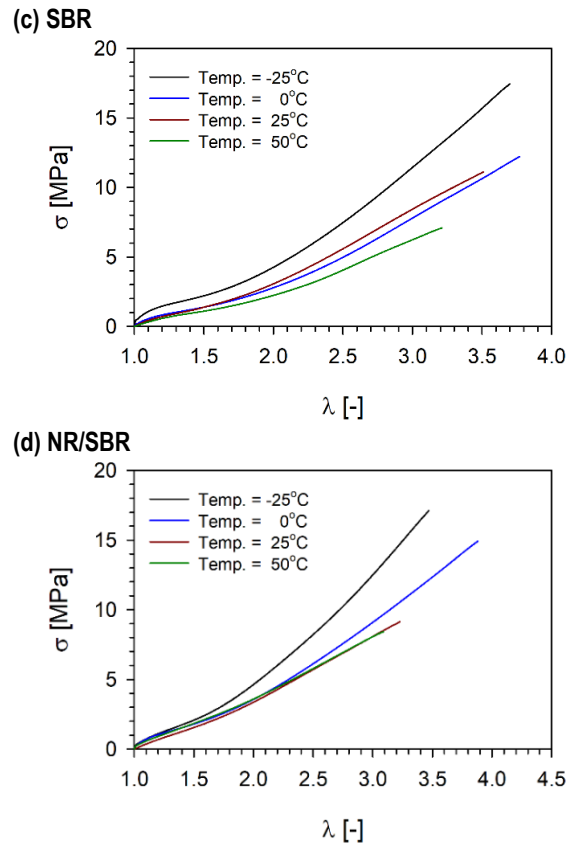 (c) SBR
20
15
10
5
0
σ [MPa]
Temp. = -25°C
Temp. = 0°C
Temp. = 25°C
Temp. = 50°C
1.0 1.5 2.0 2.5 3.0 3.5 4.0
λ [-]
(d) NR/SBR
20
15
10
5
0
σ [MPa]
Temp. = -25°C
Temp. = 0°C
Temp. = 25°C
Temp. = 50°C
1.0 1.5 2.0 2.5 3.0 3.5 4.0 4.5
λ [-]